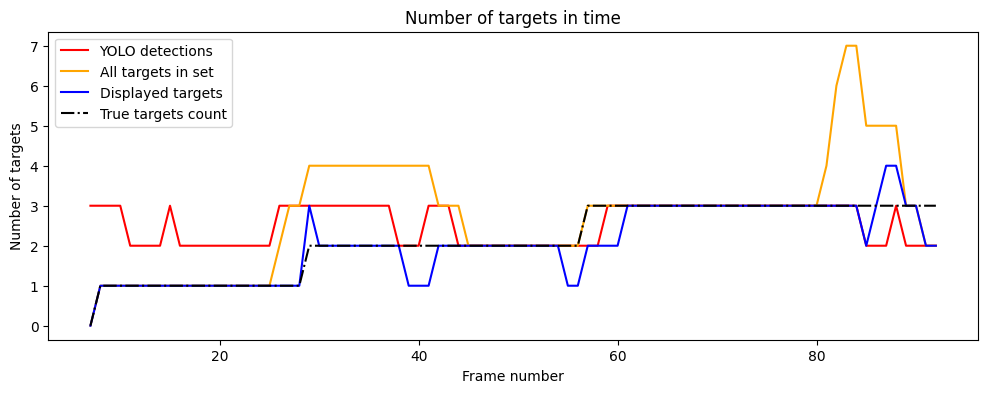 Number of targets in time
YOLO detections
All targets in set
Displayed targets
True targets count
Number of targets
7
6
5
4
3
2
1
0
20
40
60
80
Frame number